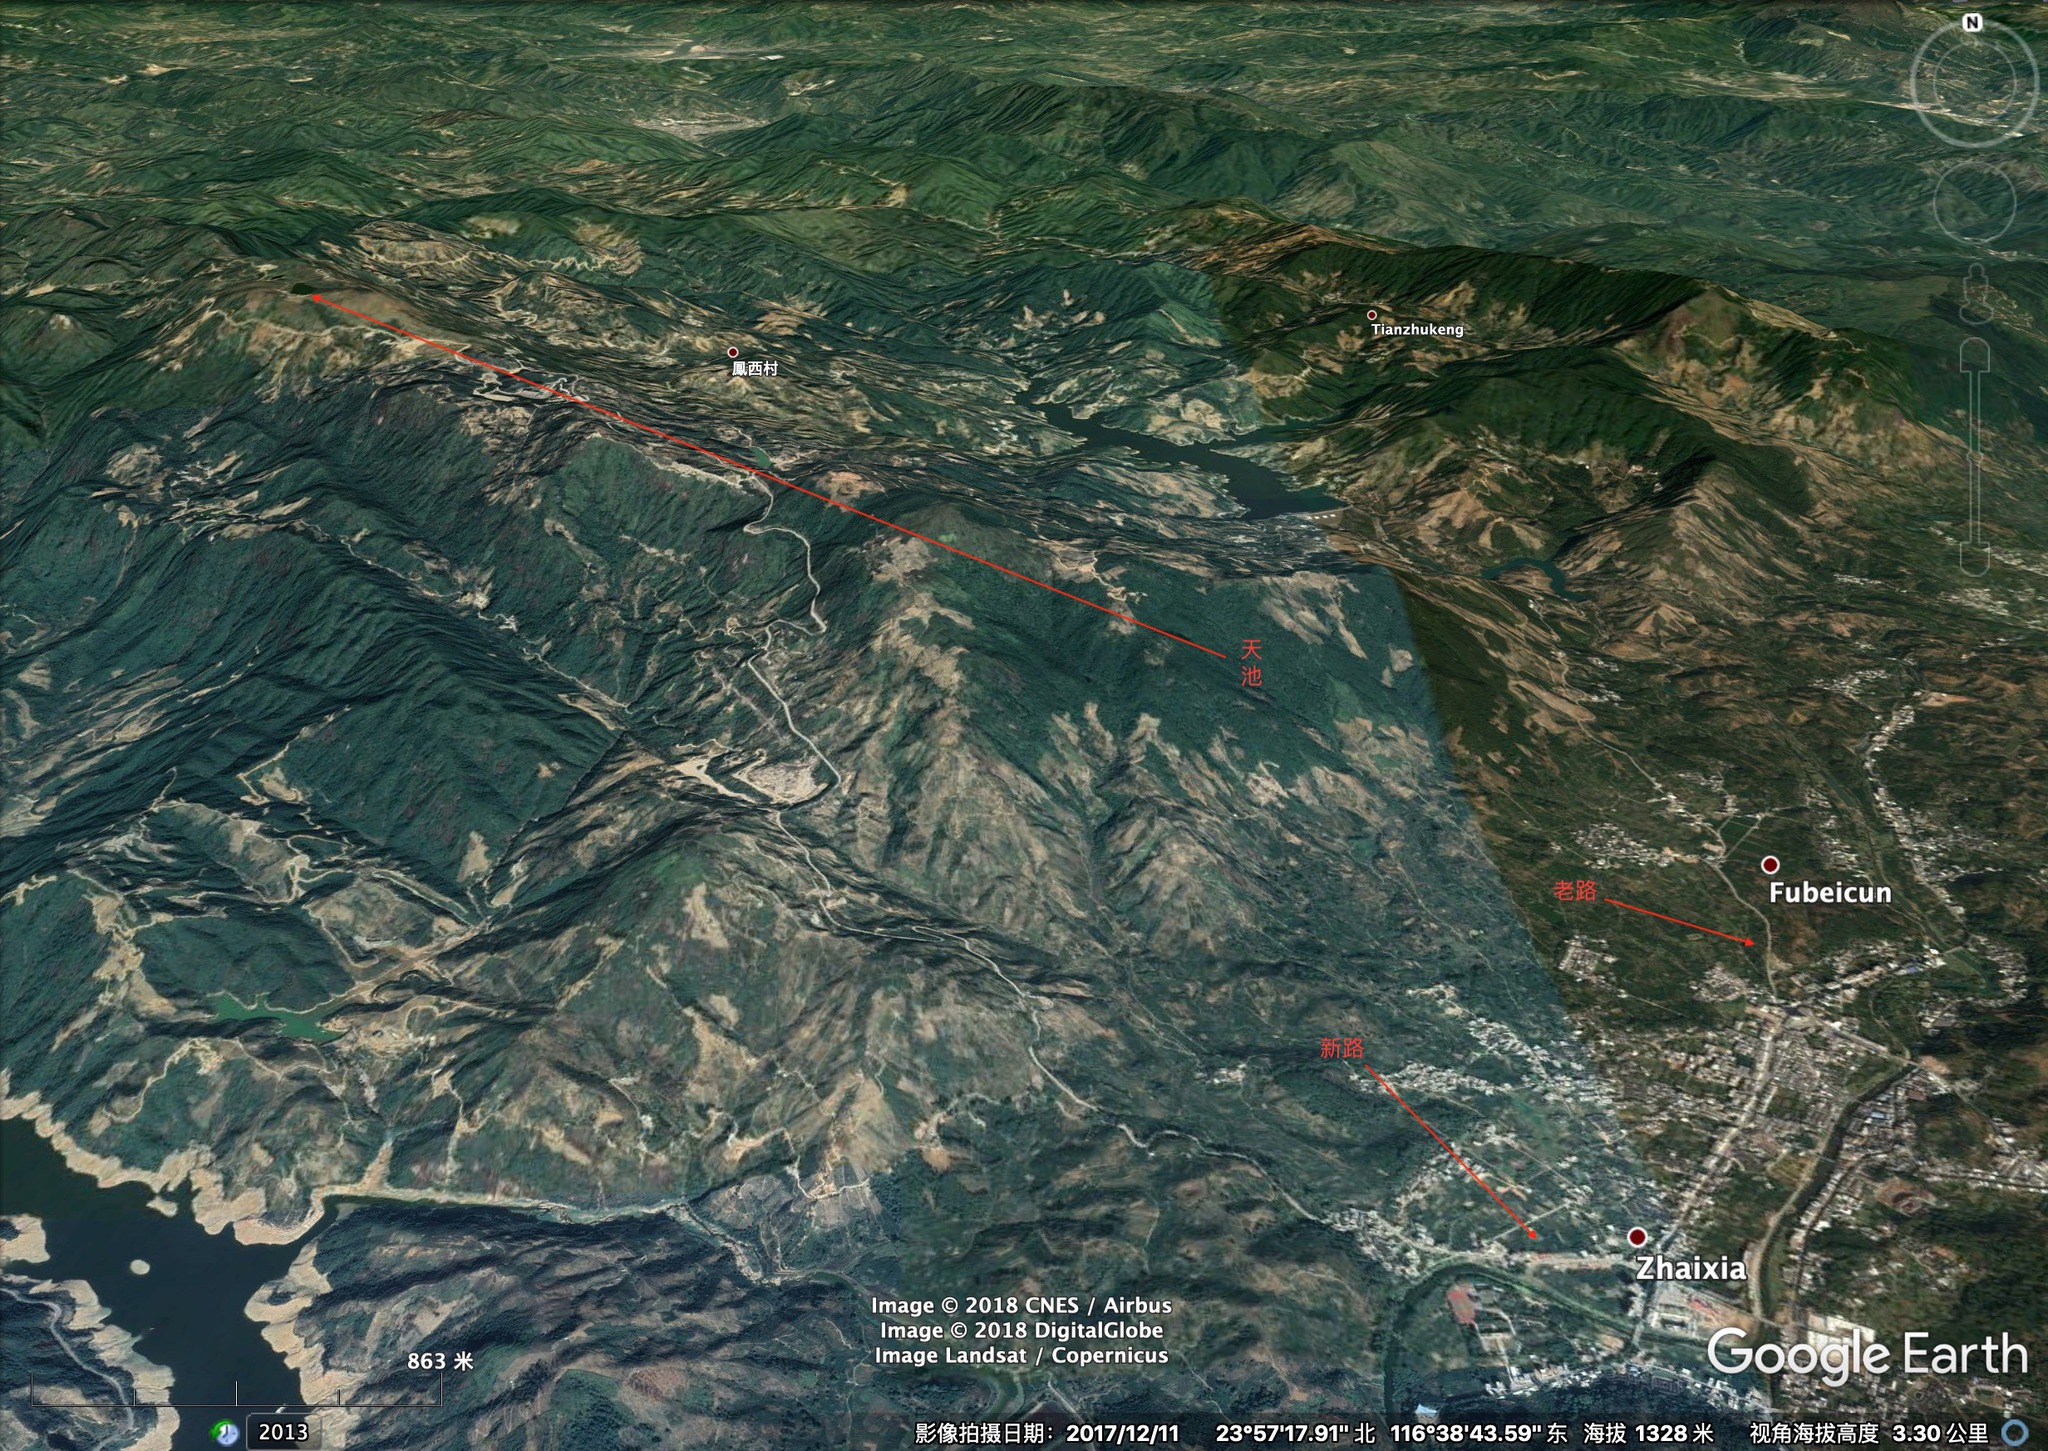 N
Tianzhukeng
鳳西村
天
池
Fubeicun
老路
新路
Zhaixia
Image © 2018 CNES / Airbus
Image © 2018 DigitalGlobe
Image Landsat / Copernicus
Google Earth
863 米
2013
影像拍摄日期: 2017/12/11 23°57'17.91" 北 116°38'43.59" 东 海拔 1328 米 视角海拔高度 3.30 公里